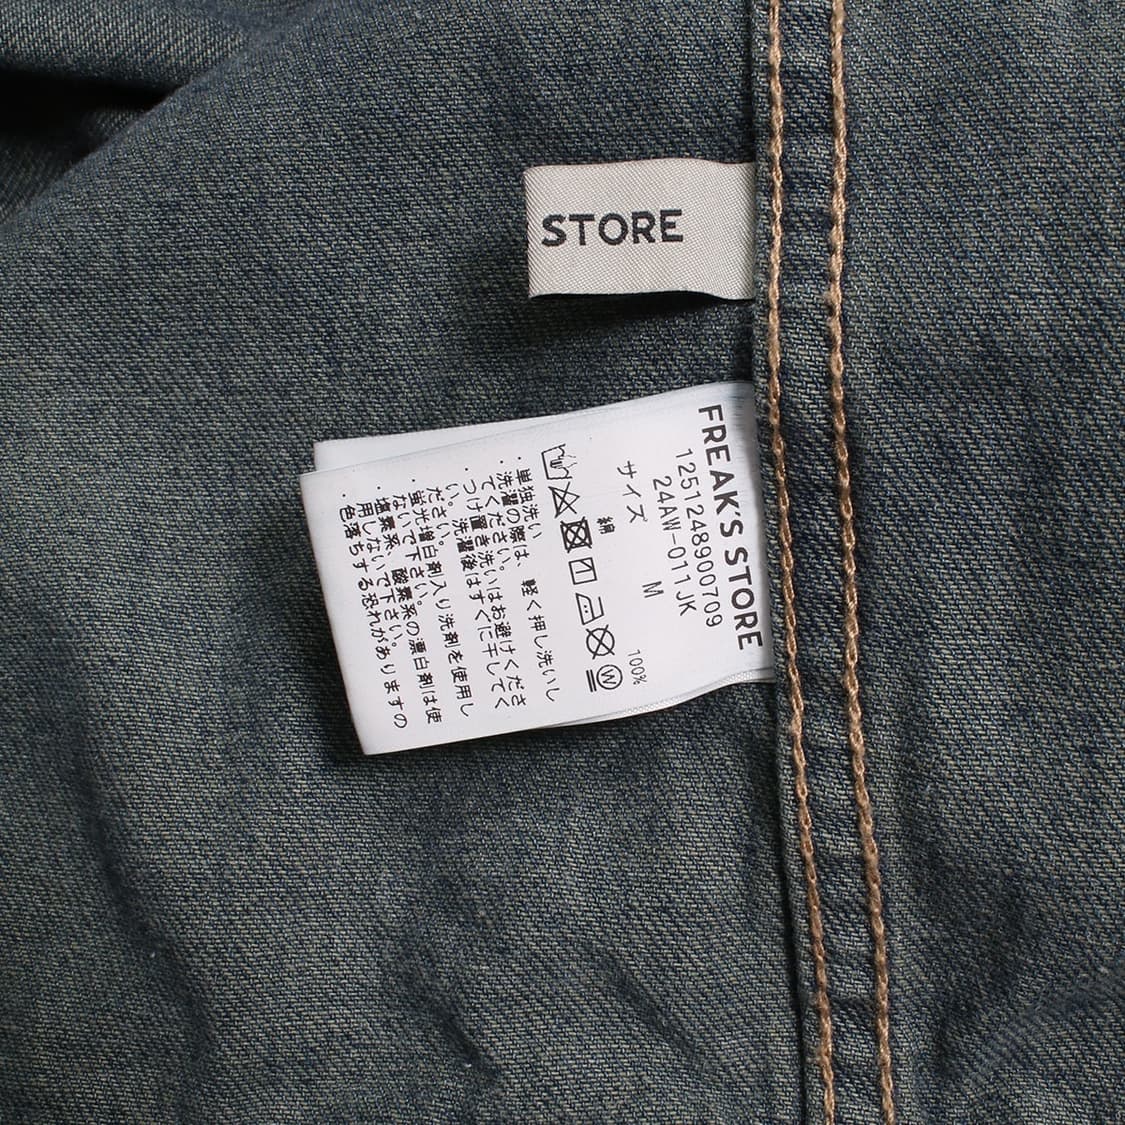 STORE
FREAK'S STORE
12512489000709
24AW-011JK
サイズ M
100%
・単独洗い
・洗濯の際は、軽く押し洗いし
てください。
つけ置き洗いはお避けくださ
い。洗濯後はすぐに干してく
ださい。
・蛍光増白剤入り洗剤を使用し
ないで下さい。
・塩素系、酸素系の漂白剤は使
用しないで下さい。
・色落ちする恐れがありますの